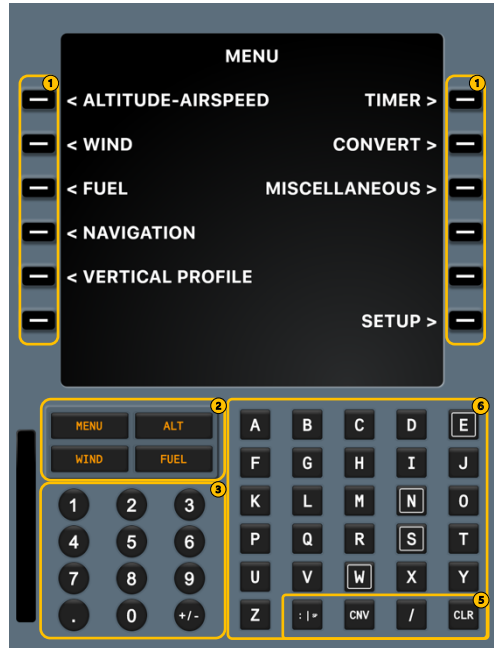 MENU
1 1
< ALTITUDE-AIRSPEED TIMER >
< WIND CONVERT >
< FUEL MISCELLANEOUS >
< NAVIGATION
< VERTICAL PROFILE
SETUP >
2 6
MENU ALT
WIND FUEL
3
1 2 3
4 5 6
7 8 9
. 0 +/-
A B C D E
F G H I J
K L M N O
P Q R S T
U V W X Y
5
Z : | CNV / CLR